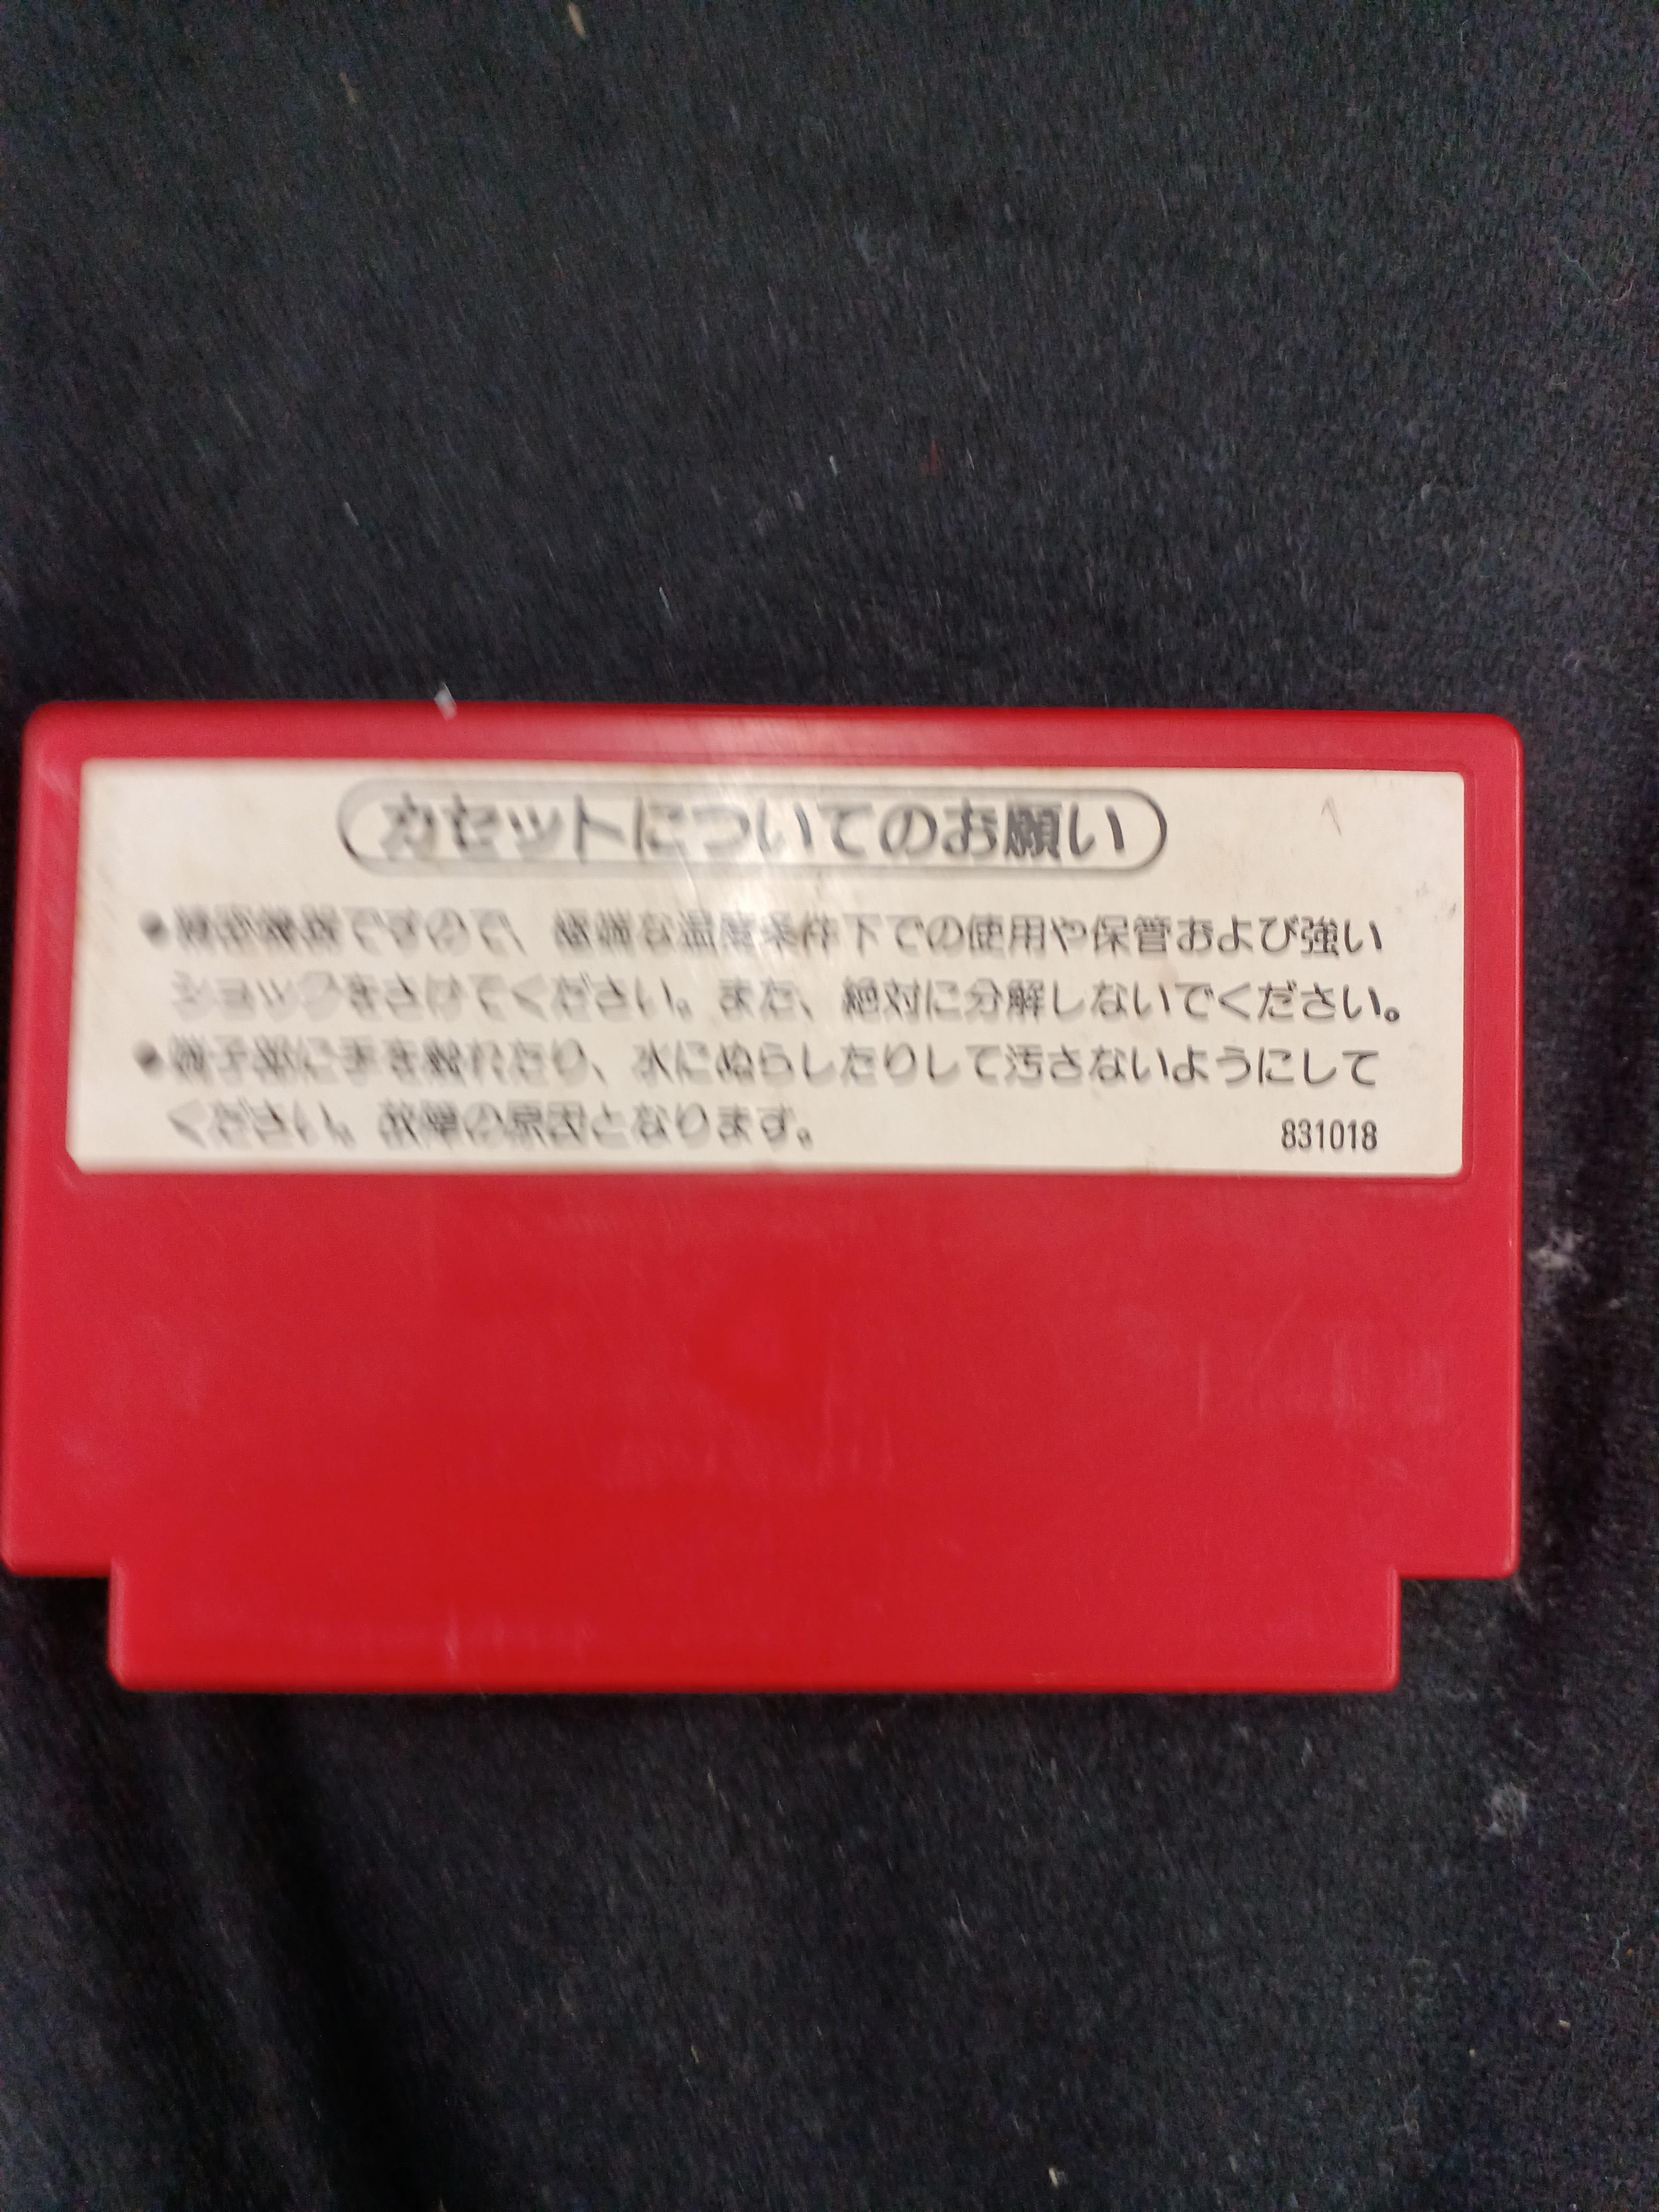 カセットについてのお願い
●精密機器ですので、極端な温度条件下での使用や保管および強い
ショックをさけてください。また、絶対に分解しないでください。
●端子部に手を触れたり、水にぬらしたりして汚さないようにして
ください。故障の原因となります。
831018